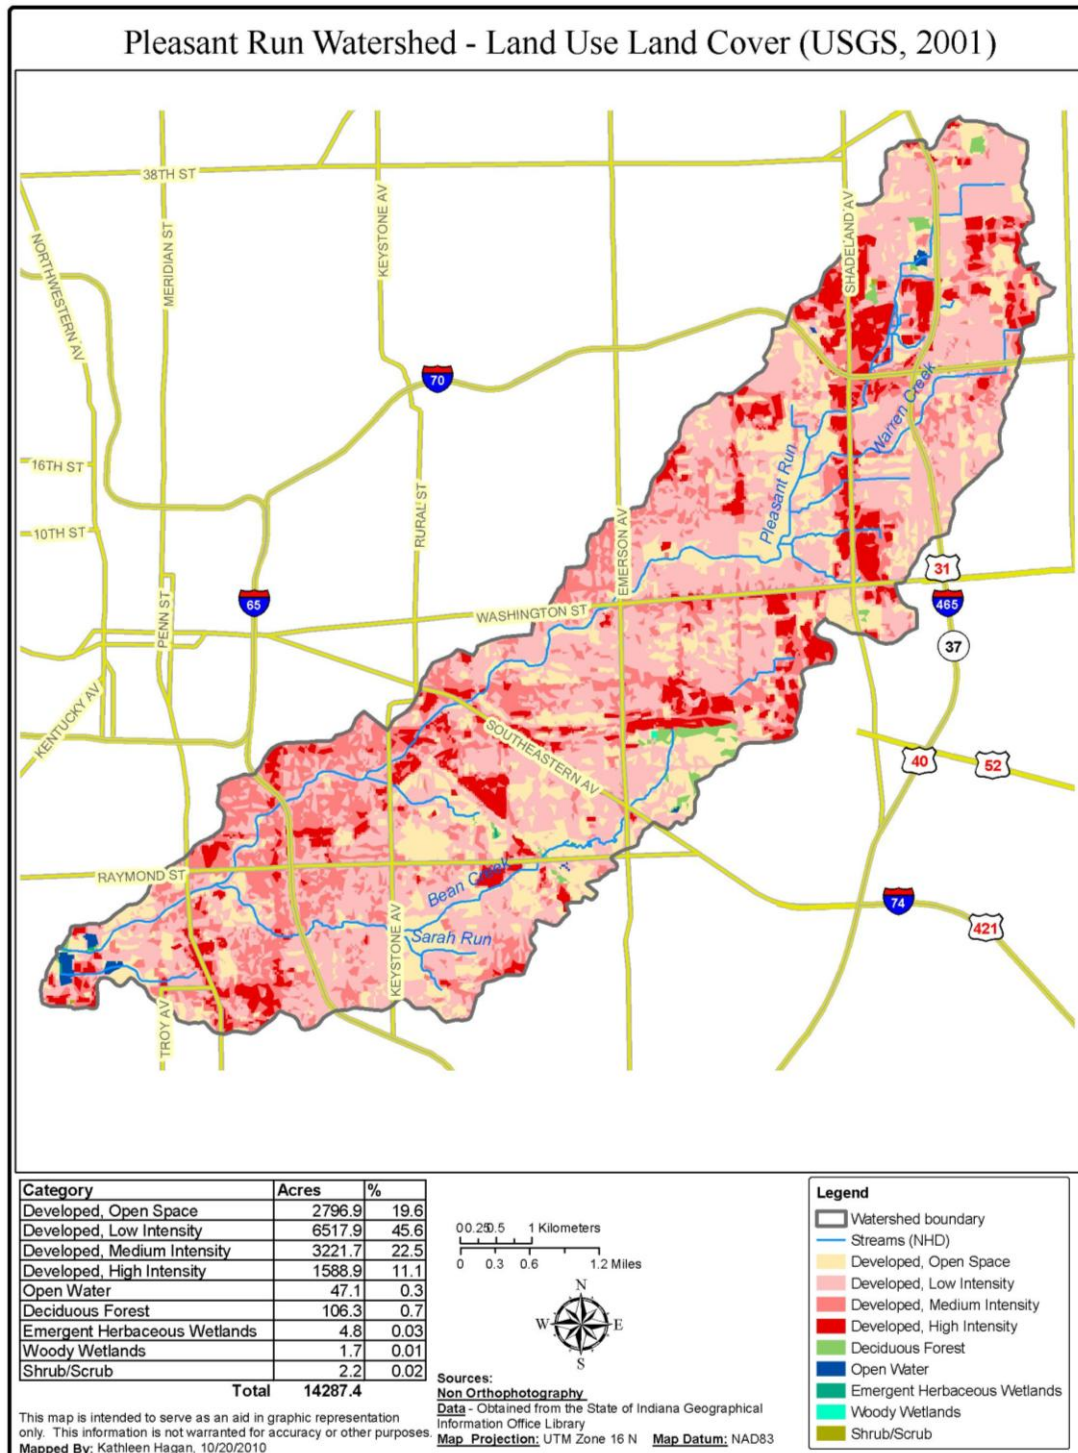 Pleasant Run Watershed - Land Use Land Cover (USGS, 2001)
38TH ST
NORTHWESTERN AV
MERIDIAN ST
KEYSTONE AV
SHADELAND AV
70
Warren Creek
Pleasant Run
16TH ST
10TH ST
RURAL ST
EMERSON AV
PENN ST
65
WASHINGTON ST
31
465
37
KENTUCKY AV
SOUTHEASTERN AV
40
52
RAYMOND ST
Bean Creek
KEYSTONE AV
Sarah Run
74
421
TROY AV
Category Acres %
Developed, Open Space 2796.9 19.6
Developed, Low Intensity 6517.9 45.6
Developed, Medium Intensity 3221.7 22.5
Developed, High Intensity 1588.9 11.1
Open Water 47.1 0.3
Deciduous Forest 106.3 0.7
Emergent Herbaceous Wetlands 4.8 0.03
Woody Wetlands 1.7 0.01
Shrub/Scrub 2.2 0.02
Total 14287.4
This map is intended to serve as an aid in graphic representation
only. This information is not warranted for accuracy or other purposes.
Mapped By: Kathleen Hagan, 10/20/2010
0 0.25 0.5 1 Kilometers
0 0.3 0.6 1.2 Miles
N
W E
S
Sources:
Non Orthophotography
Data - Obtained from the State of Indiana Geographical
Information Office Library
Map Projection: UTM Zone 16 N Map Datum: NAD83
Legend
Watershed boundary
Streams (NHD)
Developed, Open Space
Developed, Low Intensity
Developed, Medium Intensity
Developed, High Intensity
Deciduous Forest
Open Water
Emergent Herbaceous Wetlands
Woody Wetlands
Shrub/Scrub